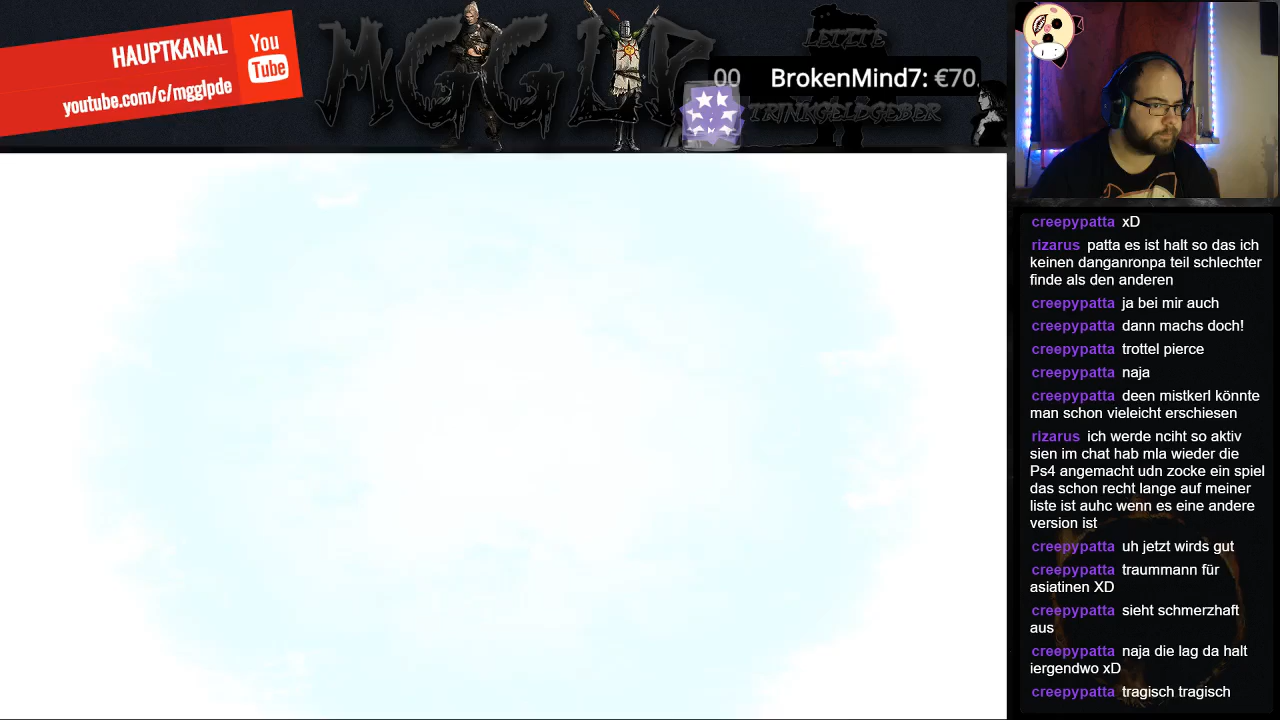 HAUPTKANAL
You
Tube
youtube.com/c/mgglpde
MGGLP
LETZTE
00 BrokenMind7: €70.
TRINKGELDGEBER
creepypatta xD
rizarus patta es ist halt so das ich
keinen danganronpa teil schlechter
finde als den anderen
creepypatta ja bei mir auch
creepypatta dann machs doch!
creepypatta trottel pierce
creepypatta naja
creepypatta deen mistkerl könnte
man schon vieleicht erschiesen
rizarus ich werde nciht so aktiv
sien im chat hab mla wieder die
Ps4 angemacht udn zocke ein spiel
das schon recht lange auf meiner
liste ist auhc wenn es eine andere
version ist
creepypatta uh jetzt wirds gut
creepypatta traummann für
asiatinen XD
creepypatta sieht schmerzhaft
aus
creepypatta naja die lag da halt
iergendwo xD
creepypatta tragisch tragisch